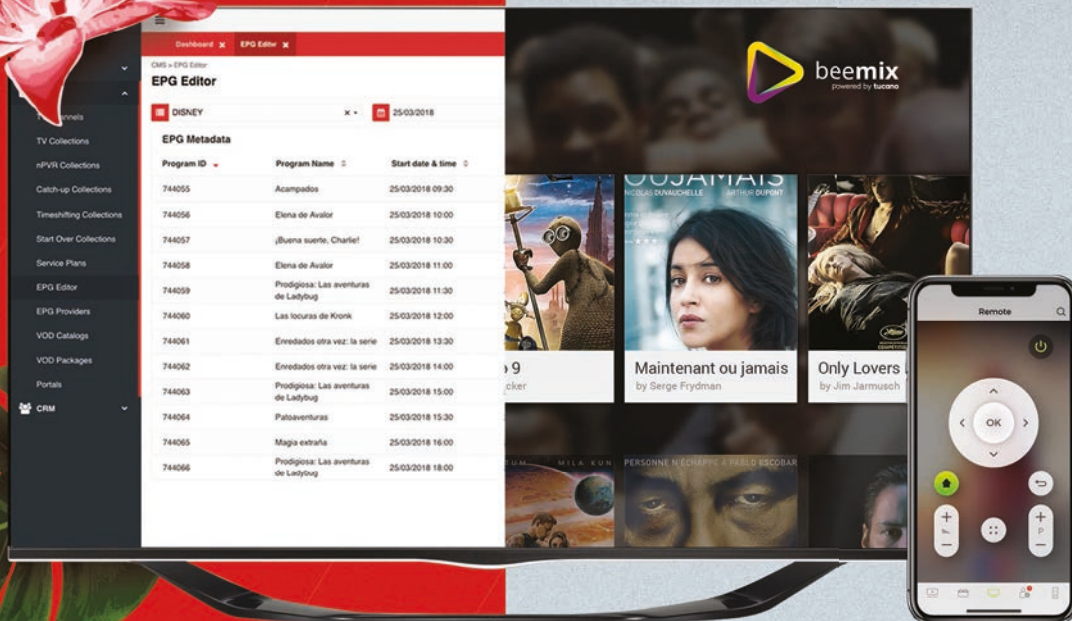 Dashboard x EPG Editor x
CMS > EPG Editor
EPG Editor
DISNEY
25/03/2018
EPG Metadata
Program ID Program Name Start date & time
744055 Acampados 25/03/2018 09:30
744056 Elena de Avalor 25/03/2018 10:00
744057 ¡Buena suerte, Charlie! 25/03/2018 10:30
744058 Elena de Avalor 25/03/2018 11:00
744059 Prodigiosa: Las aventuras
de Ladybug 25/03/2018 11:30
744060 Las locuras de Kronk 25/03/2018 12:00
744061 Enredados otra vez: la serie 25/03/2018 13:30
744062 Enredados otra vez: la serie 25/03/2018 14:00
744063 Prodigiosa: Las aventuras
de Ladybug 25/03/2018 15:00
744064 Patoaventuras 25/03/2018 15:30
744065 Magia extraña 25/03/2018 16:00
744066 Prodigiosa: Las aventuras
de Ladybug 25/03/2018 18:00
TV Collections
nPVR Collections
Catch-up Collections
Timeshifting Collections
Start Over Collections
Service Plans
EPG Editor
EPG Providers
VOD Catalogs
VOD Packages
Portals
CRM
beemix
powered by tucano
OU JAMAIS
NICOLAS DUVAUCHELLE ARTHUR DUPONT
9
Maintenant ou jamais
by Serge Frydman
Only Lovers
by Jim Jarmusch
MILA KUN
PERSONNE N'ÉCHAPPE À PABLO ESCOBAR
Remote
OK
+
P
−
+
−